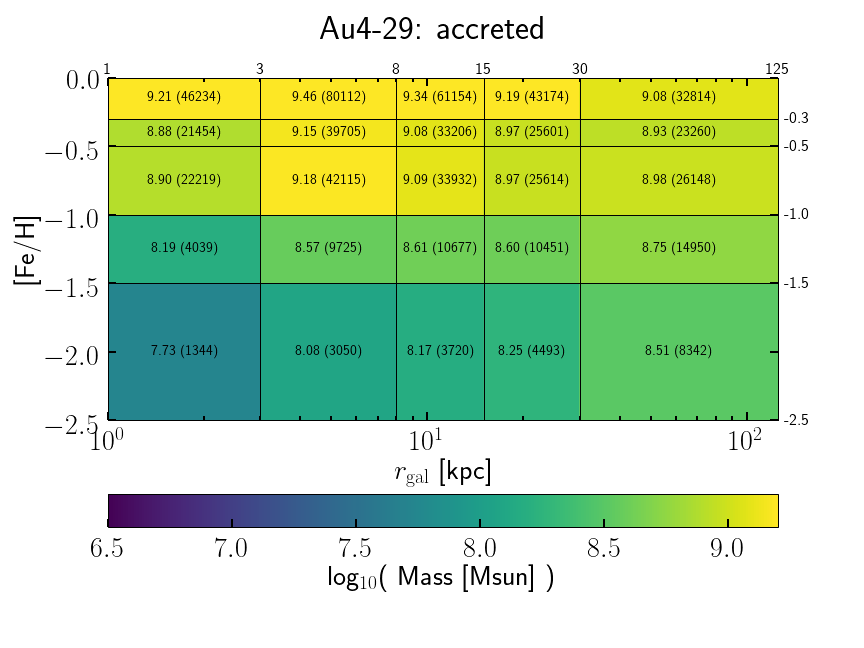 Au4-29: accreted
1 3 8 15 30 125
0.0 9.21 (46234) 9.46 (80112) 9.34 (61154) 9.19 (43174) 9.08 (32814)
-0.3
8.88 (21454) 9.15 (39705) 9.08 (33206) 8.97 (25601) 8.93 (23260)
−0.5 -0.5
8.90 (22219) 9.18 (42115) 9.09 (33932) 8.97 (25614) 8.98 (26148)
−1.0 -1.0
[Fe/H]
8.19 (4039) 8.57 (9725) 8.61 (10677) 8.60 (10451) 8.75 (14950)
−1.5 -1.5
−2.0 7.73 (1344) 8.08 (3050) 8.17 (3720) 8.25 (4493) 8.51 (8342)
−2.5 -2.5
10⁰ 10¹ 10²
r_gal [kpc]
6.5 7.0 7.5 8.0 8.5 9.0
log₁₀( Mass [Msun] )